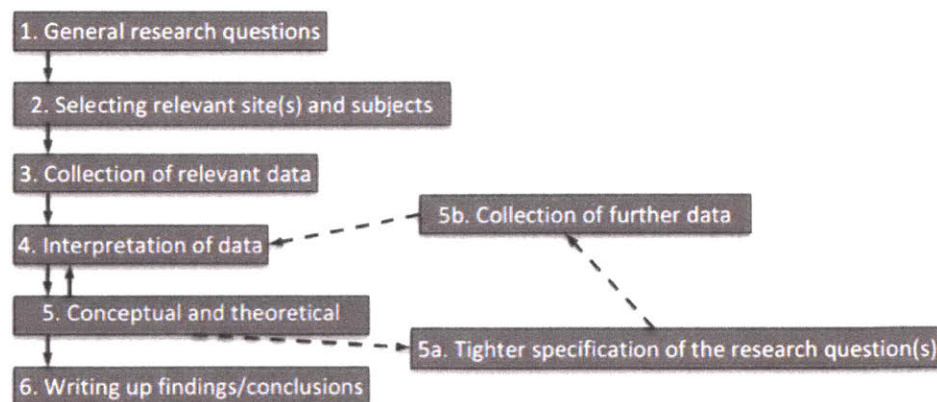 1. General research questions
2. Selecting relevant site(s) and subjects
3. Collection of relevant data
5b. Collection of further data
4. Interpretation of data
5. Conceptual and theoretical
5a. Tighter specification of the research question(s)
6. Writing up findings/conclusions